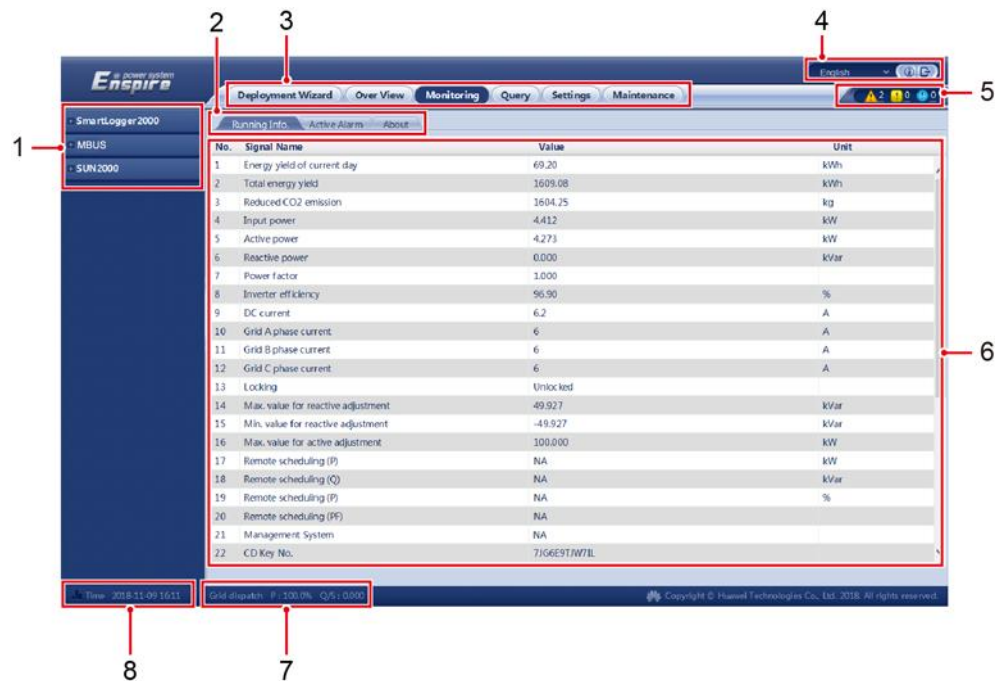 2
3
4
English
e power system
Enspire
Deployment Wizard Over View Monitoring Query Settings Maintenance
2 0 0
5
SmartLogger2000
Running Info. Active Alarm About
1
MBUS
No. Signal Name Value Unit
SUN2000
1 Energy yield of current day 69.20 kWh
2 Total energy yield 1609.08 kWh
3 Reduced CO2 emission 1604.25 kg
4 Input power 4.412 kW
5 Active power 4.273 kW
6 Reactive power 0.000 kVar
7 Power factor 1.000
8 Inverter efficiency 96.90 %
9 DC current 6.2 A
10 Grid A phase current 6 A
11 Grid B phase current 6 A
6
12 Grid C phase current 6 A
13 Locking Unlocked
14 Max. value for reactive adjustment 49.927 kVar
15 Min. value for reactive adjustment -49.927 kVar
16 Max. value for active adjustment 100.000 kW
17 Remote scheduling (P) NA kW
18 Remote scheduling (Q) NA kVar
19 Remote scheduling (P) NA %
20 Remote scheduling (PF) NA
21 Management System NA
22 CD Key No.
Time 2018-11-09 16:11
Grid dispatch P : 100.0% Q/S : 0.000
Copyright © Huawei Technologies Co., Ltd. 2018. All rights reserved.
8
7